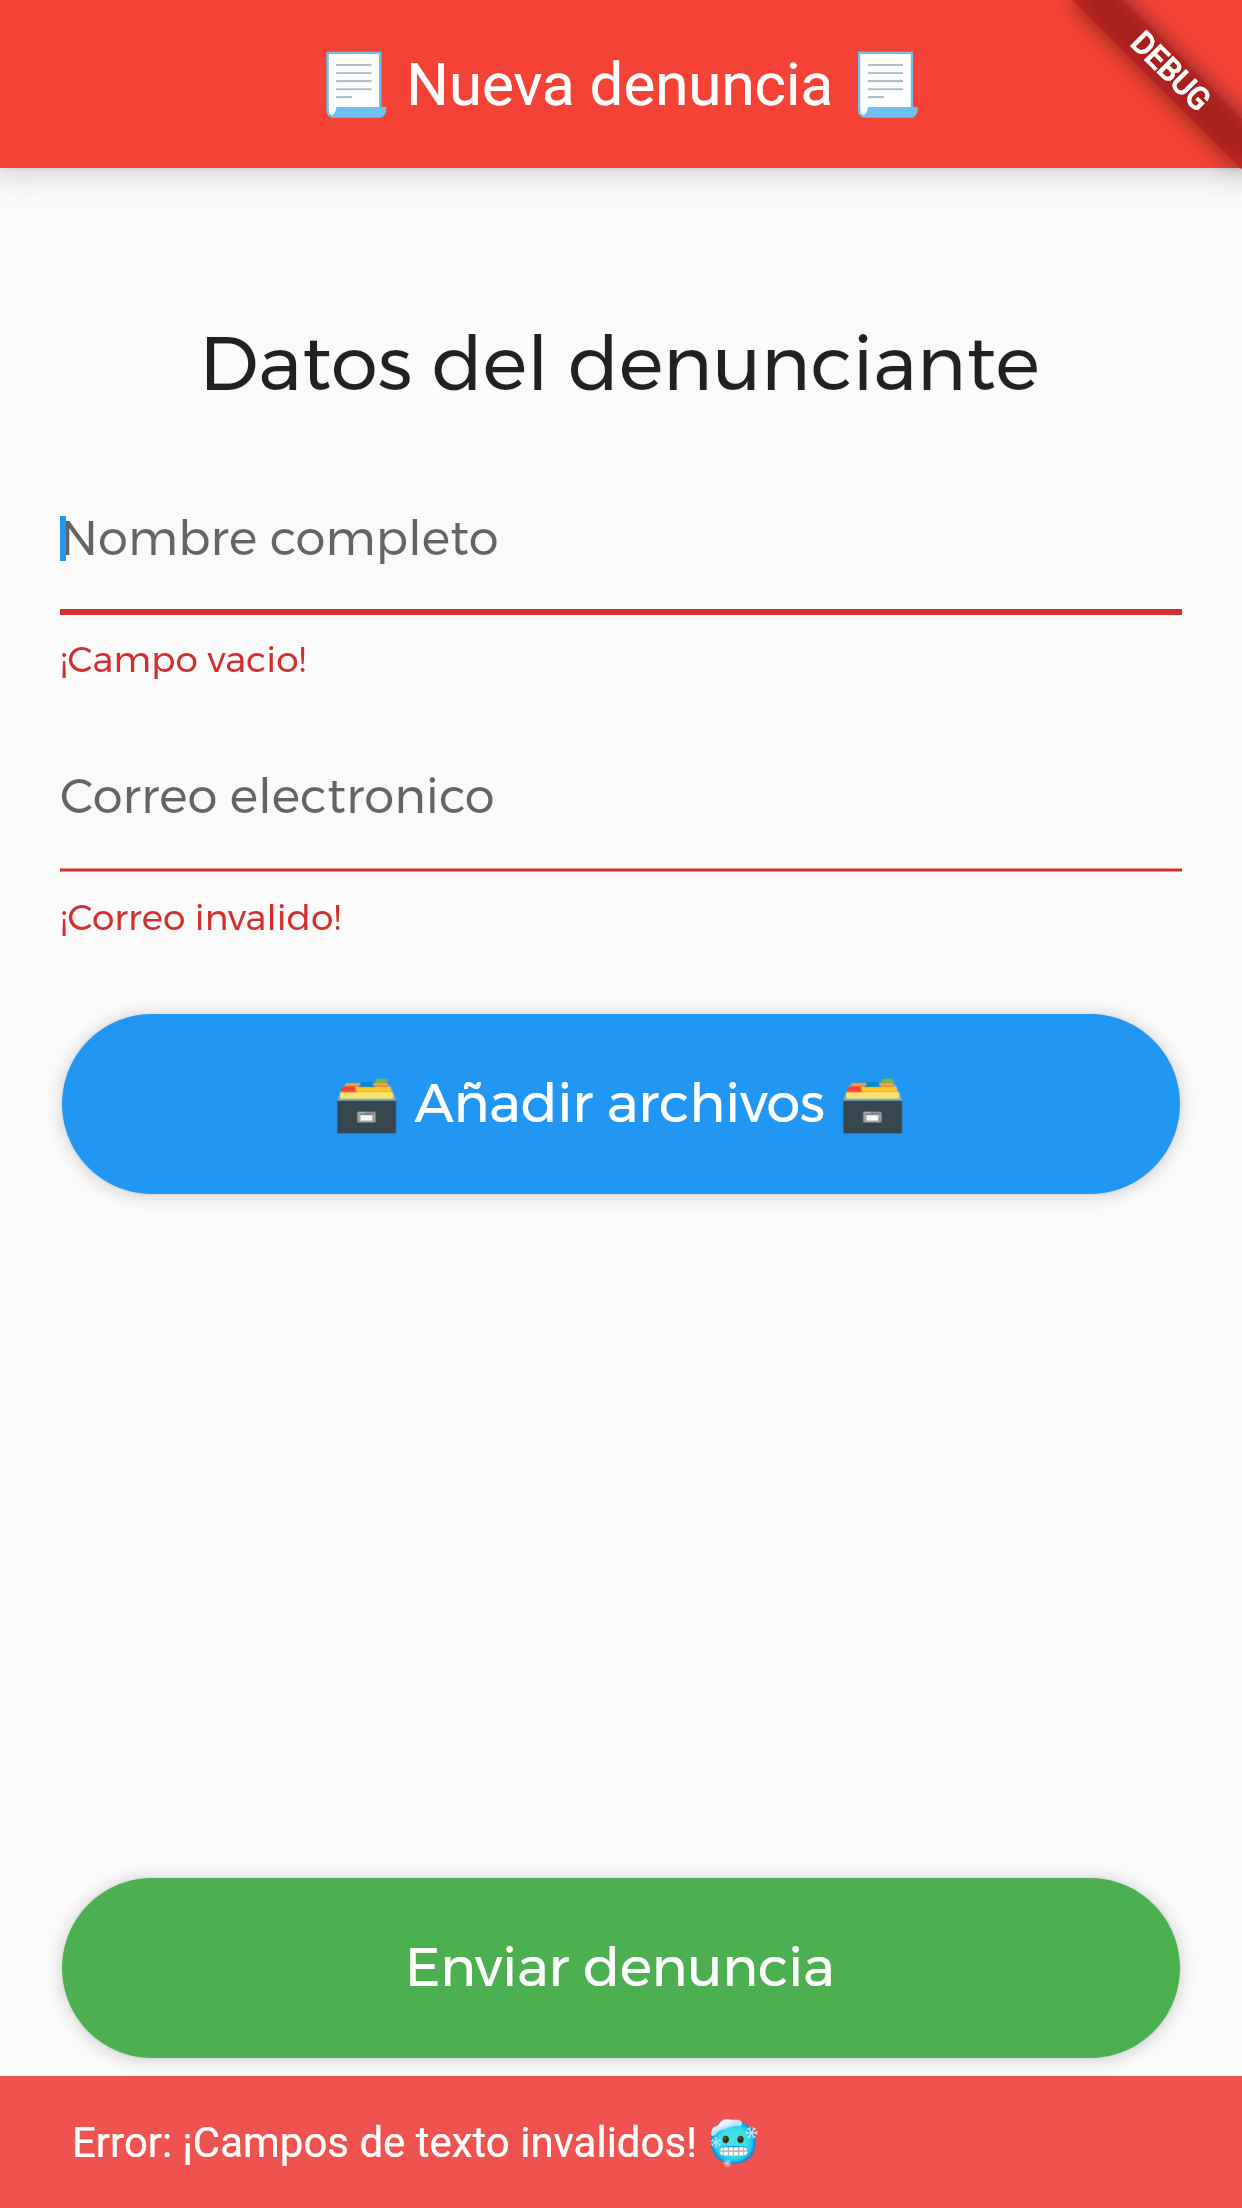 📃 Nueva denuncia 📃
DEBUG
Datos del denunciante
Nombre completo
¡Campo vacio!
Correo electronico
¡Correo invalido!
🗃️ Añadir archivos 🗃️
Enviar denuncia
Error: ¡Campos de texto invalidos! 🥶